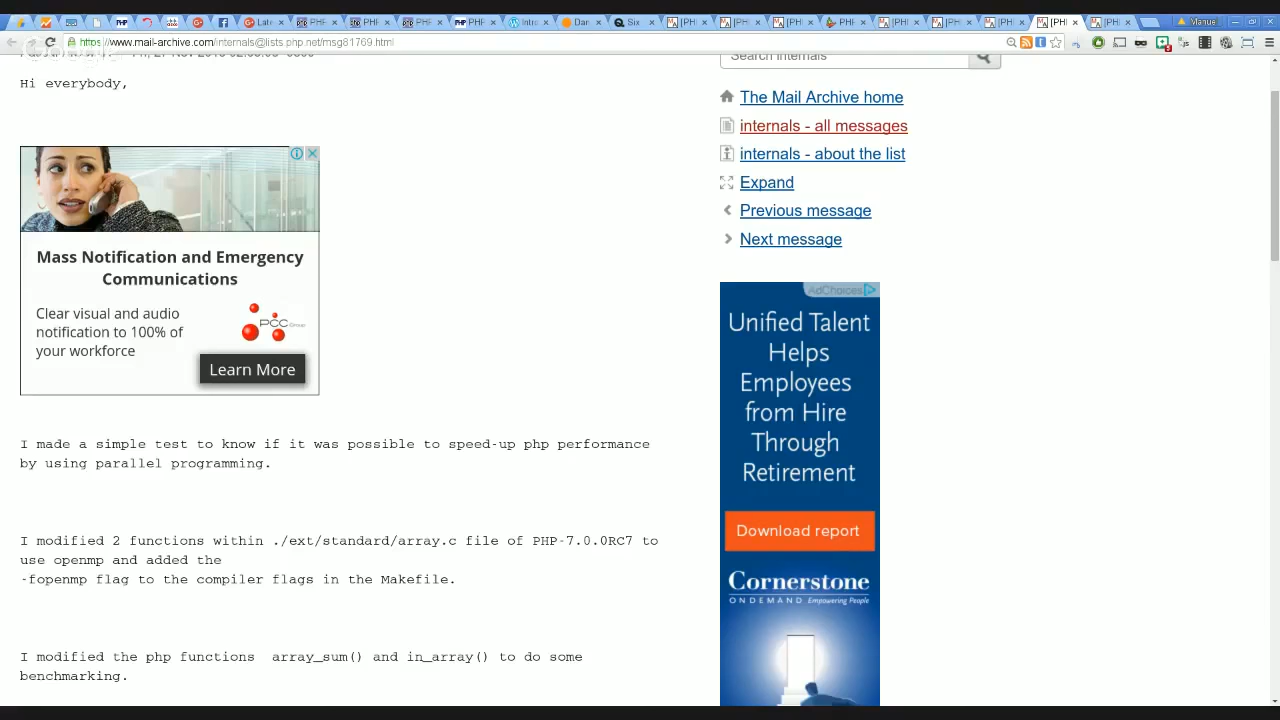 Manue
https://www.mail-archive.com/internals@lists.php.net/msg81769.html
Hi everybody,
Mass Notification and Emergency
Communications
Clear visual and audio
notification to 100% of
your workforce
PCC Group
Learn More
I made a simple test to know if it was possible to speed-up php performance
by using parallel programming.
I modified functions within ./ext/standard/array.c file of PHP-7.0.0RC7 to
use openmp and added the
-fopenmp flag to the compiler flags in the Makefile.
I modified the php functions  array_sum() and in_array() to do some
benchmarking.
Search internals
The Mail Archive home
internals - all messages
internals - about the list
Expand
Previous message
Next message
AdChoices
Unified Talent
Helps
Employees
from Hire
Through
Retirement
Download report
Cornerstone
ONDEMAND Empowering People